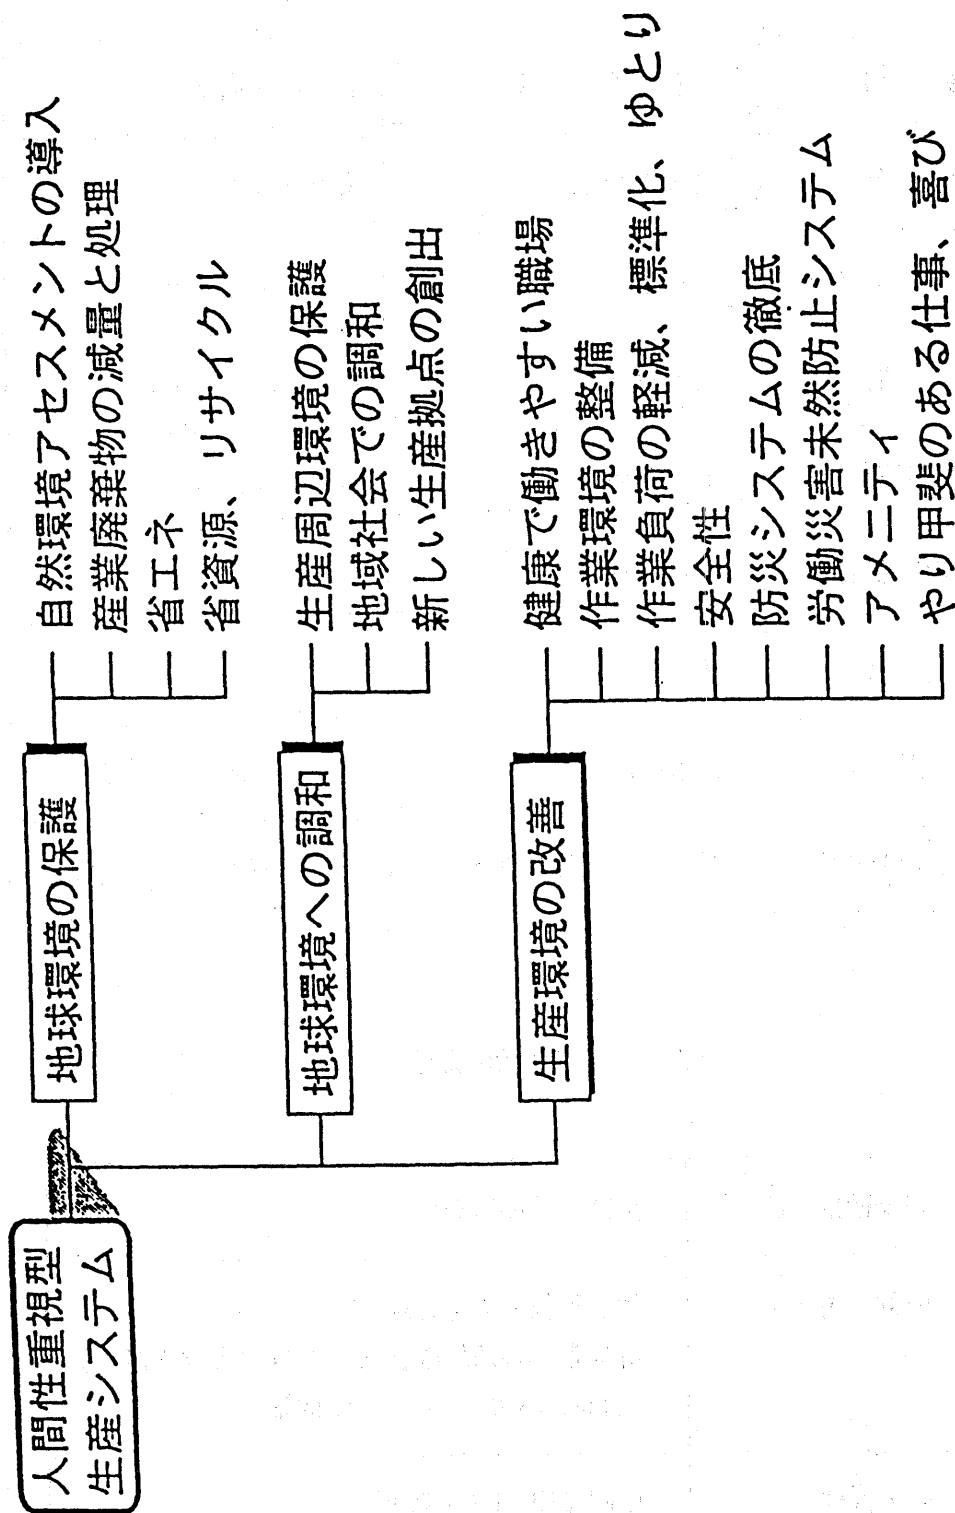 人間性重視型
生産システム
地球環境の保護
自然環境アセスメントの導入
産業廃棄物の減量と処理
省エネ
省資源、リサイクル
地球環境への調和
生産周辺環境の保護
地域社会での調和
新しい生産拠点の創出
生産環境の改善
健康で働きやすい職場
作業環境の整備
作業負荷の軽減、標準化、ゆとり
安全性
防災システムの徹底
労働災害未然防止システム
アメニティ
やり甲斐のある仕事、喜び